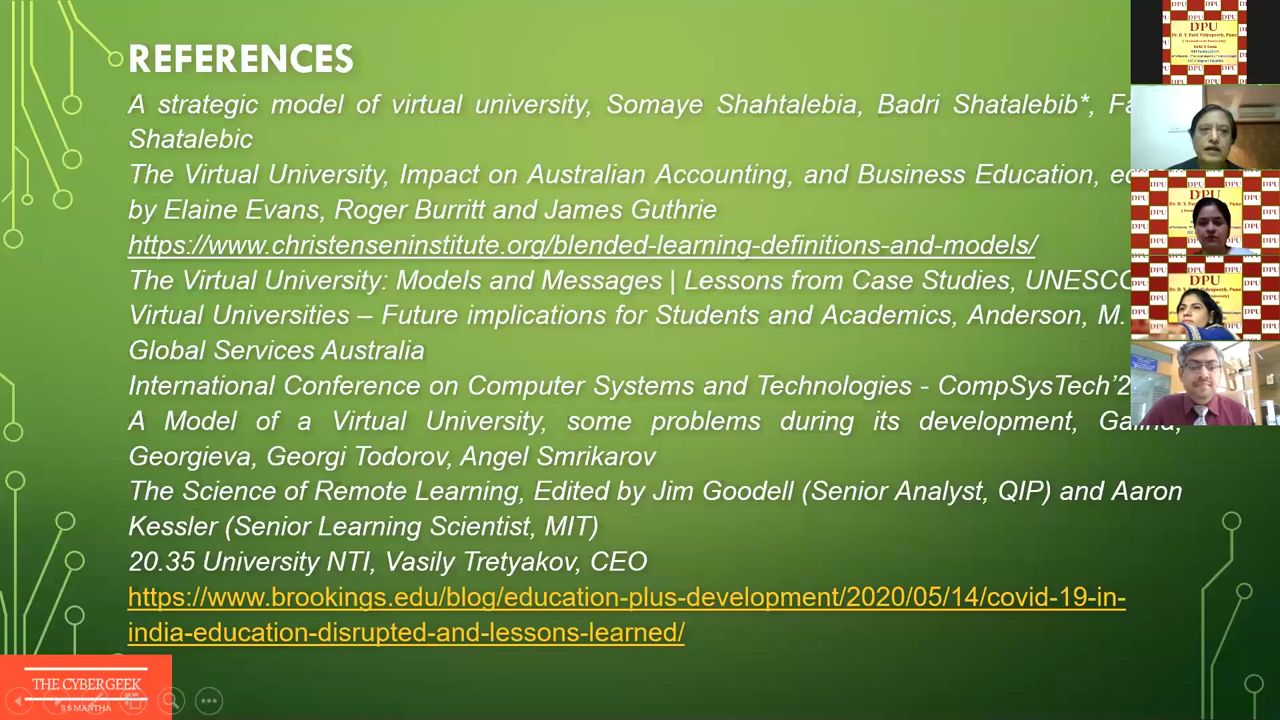 REFERENCES
A strategic model of virtual university, Somaye Shahtalebia, Badri Shatalebib*,
Shatalebic
The Virtual University, Impact on Australian Accounting, and Business Education,
by Elaine Evans, Roger Burritt and James Guthrie
https://www.christenseninstitute.org/blended-learning-definitions-and-models/
The Virtual University: Models and Messages | Lessons from Case Studies, UNESCO
Virtual Universities – Future implications for Students and Academics, Anderson, M.
Global Services Australia
International Conference on Computer Systems and Technologies - CompSysTech’2
A Model of a Virtual University, some problems during its development,
Georgieva, Georgi Todorov, Angel Smrikarov
The Science of Remote Learning, Edited by Jim Goodell (Senior Analyst, QIP) and Aaron
Kessler (Senior Learning Scientist, MIT)
20.35 University NTI, Vasily Tretyakov, CEO
https://www.brookings.edu/blog/education-plus-development/2020/05/14/covid-19-in-
india-education-disrupted-and-lessons-learned/
THE CYBERGEEK
S S MANTHA
DPU
Dr. D. Y. Patil Vidyapeeth, Pune
DPU
DPU